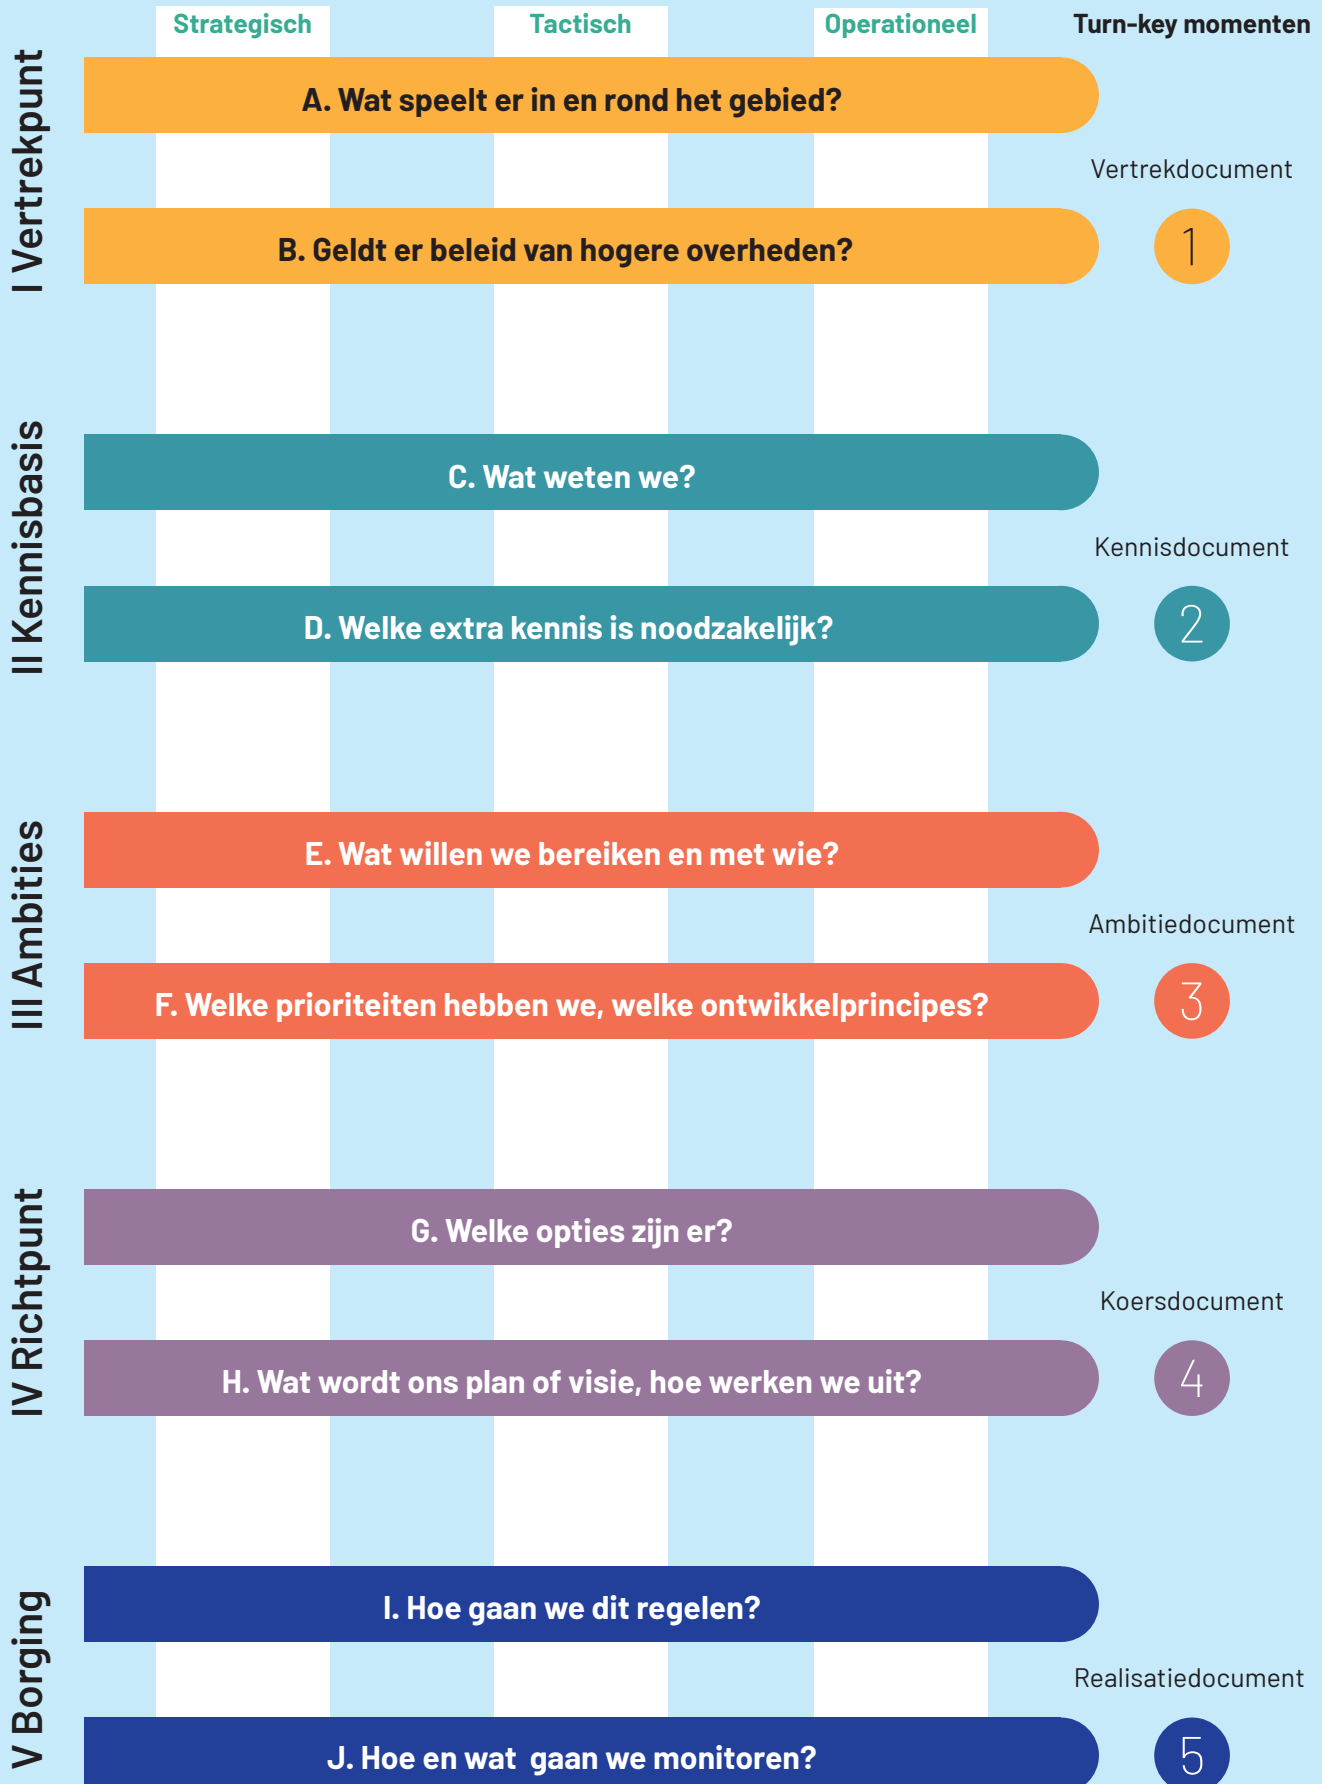 Strategisch
Tactisch
Operationeel
Turn-key momenten
I Vertrekpunt
A. Wat speelt er in en rond het gebied?
Vertrekdocument
B. Geldt er beleid van hogere overheden?
1
II Kennisbasis
C. Wat weten we?
Kennisdocument
D. Welke extra kennis is noodzakelijk?
2
III Ambities
E. Wat willen we bereiken en met wie?
Ambitiedocument
F. Welke prioriteiten hebben we, welke ontwikkelprincipes?
3
IV Richtpunt
G. Welke opties zijn er?
Koersdocument
H. Wat wordt ons plan of visie, hoe werken we uit?
4
V Borging
I. Hoe gaan we dit regelen?
Realisatiedocument
J. Hoe en wat gaan we monitoren?
5